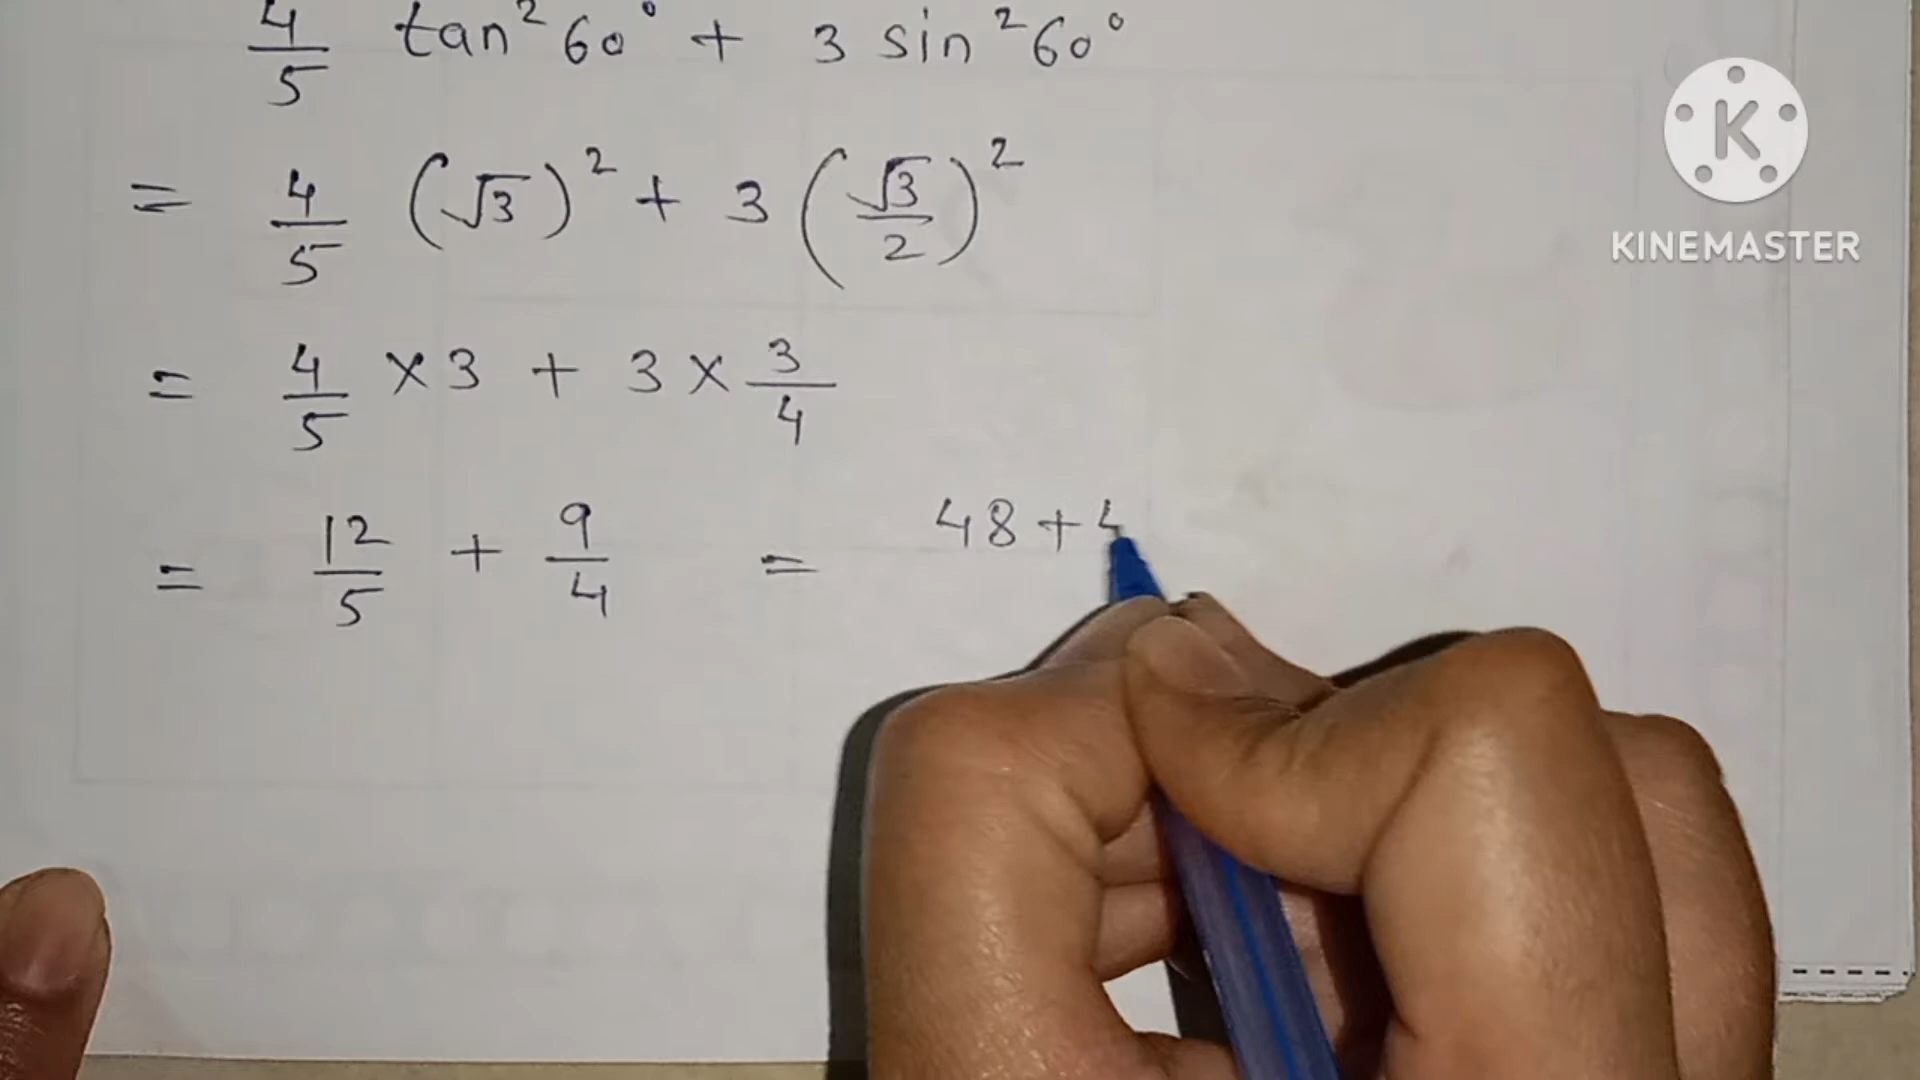 4/5 tan²60° + 3 sin²60°
= 4/5 (√3)² + 3 (√3/2)²
= 4/5 × 3 + 3 × 3/4
= 12/5 + 9/4 = 48 + 4
K
KINEMASTER